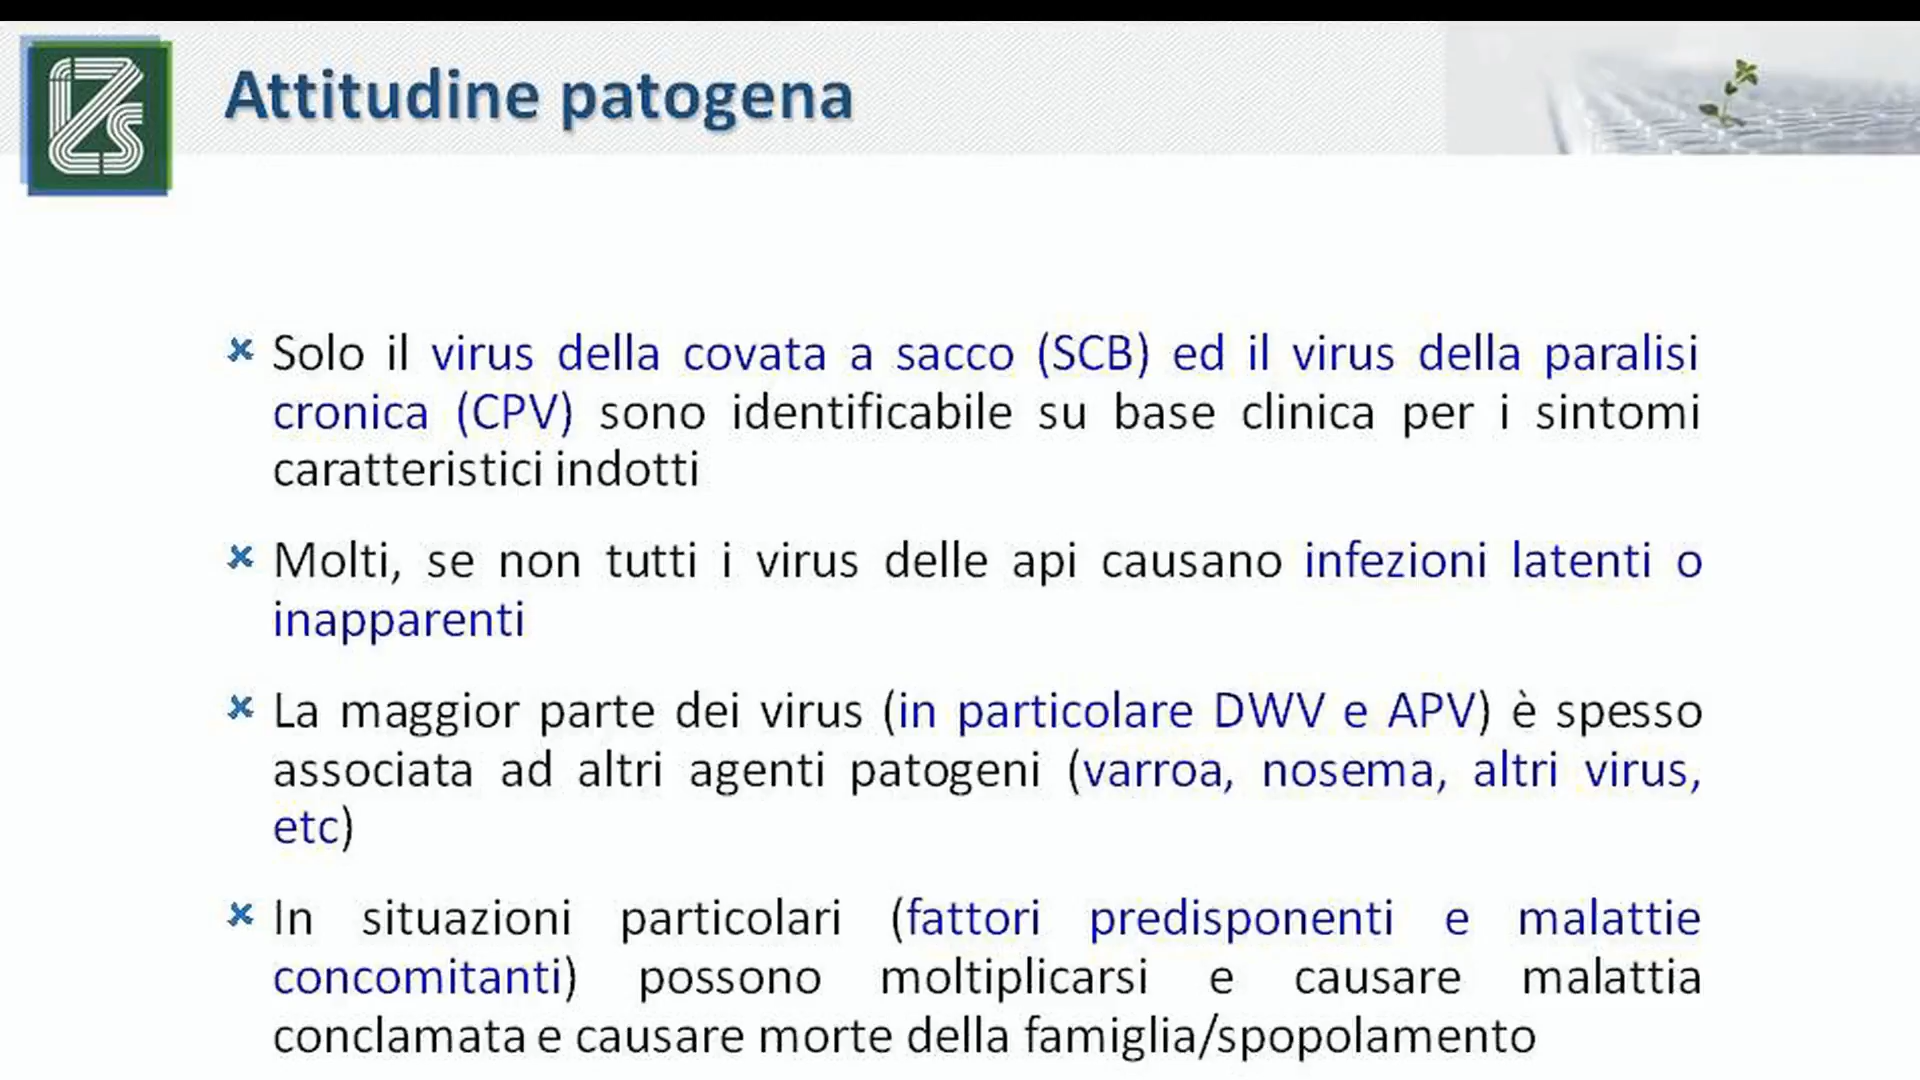 Attitudine patogena
Solo il virus della covata a sacco (SCB) ed il virus della paralisi
cronica (CPV) sono identificabile su base clinica per i sintomi
caratteristici indotti
Molti, se non tutti i virus delle api causano infezioni latenti o
inapparenti
La maggior parte dei virus (in particolare DWV e APV) è spesso
associata ad altri agenti patogeni (varroa, nosema, altri virus,
etc)
In situazioni particolari (fattori predisponenti e malattie
concomitanti) possono moltiplicarsi e causare malattia
conclamata e causare morte della famiglia/spopolamento